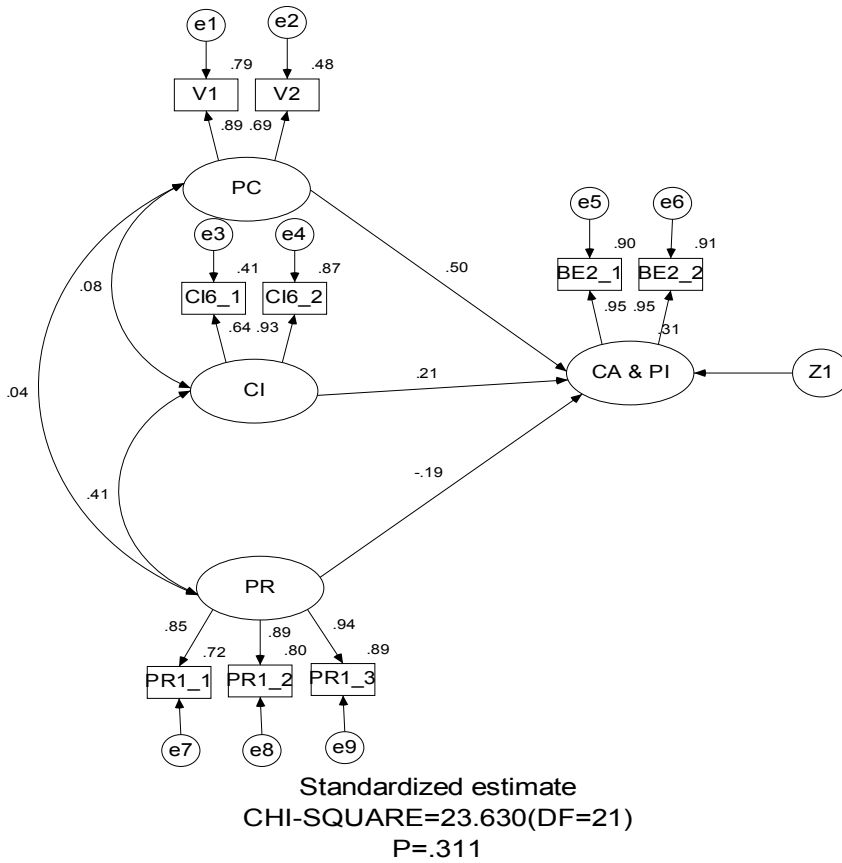 e1 e2
.79 .48
V1 V2
.89 .69
PC
e3 e4
e5 e6
.41 .87
.90 .91
CI6_1 CI6_2
BE2_1 BE2_2
.08
.50
.64 .93
.95 .95
.31
CI
.21
CA & PI
Z1
.04
.41
-.19
PR
.85 .89 .94
.72 .80 .89
PR1_1 PR1_2 PR1_3
e7 e8 e9
Standardized estimate
CHI-SQUARE=23.630(DF=21)
P=.311